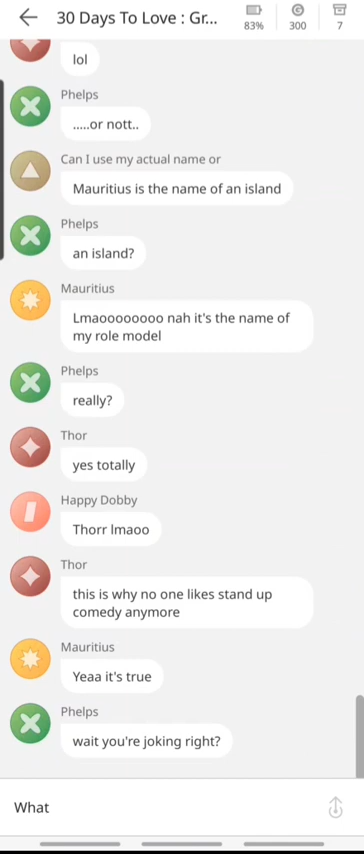 30 Days To Love : Gr...
83%
300
7
lol
Phelps
.....or nott..
Can I use my actual name or
Mauritius is the name of an island
Phelps
an island?
Mauritius
Lmaooooooooo nah it's the name of
my role model
Phelps
really?
Thor
yes totally
Happy Dobby
Thorr lmaoo
Thor
this is why no one likes stand up
comedy anymore
Mauritius
Yeaa it's true
Phelps
wait you're joking right?
What